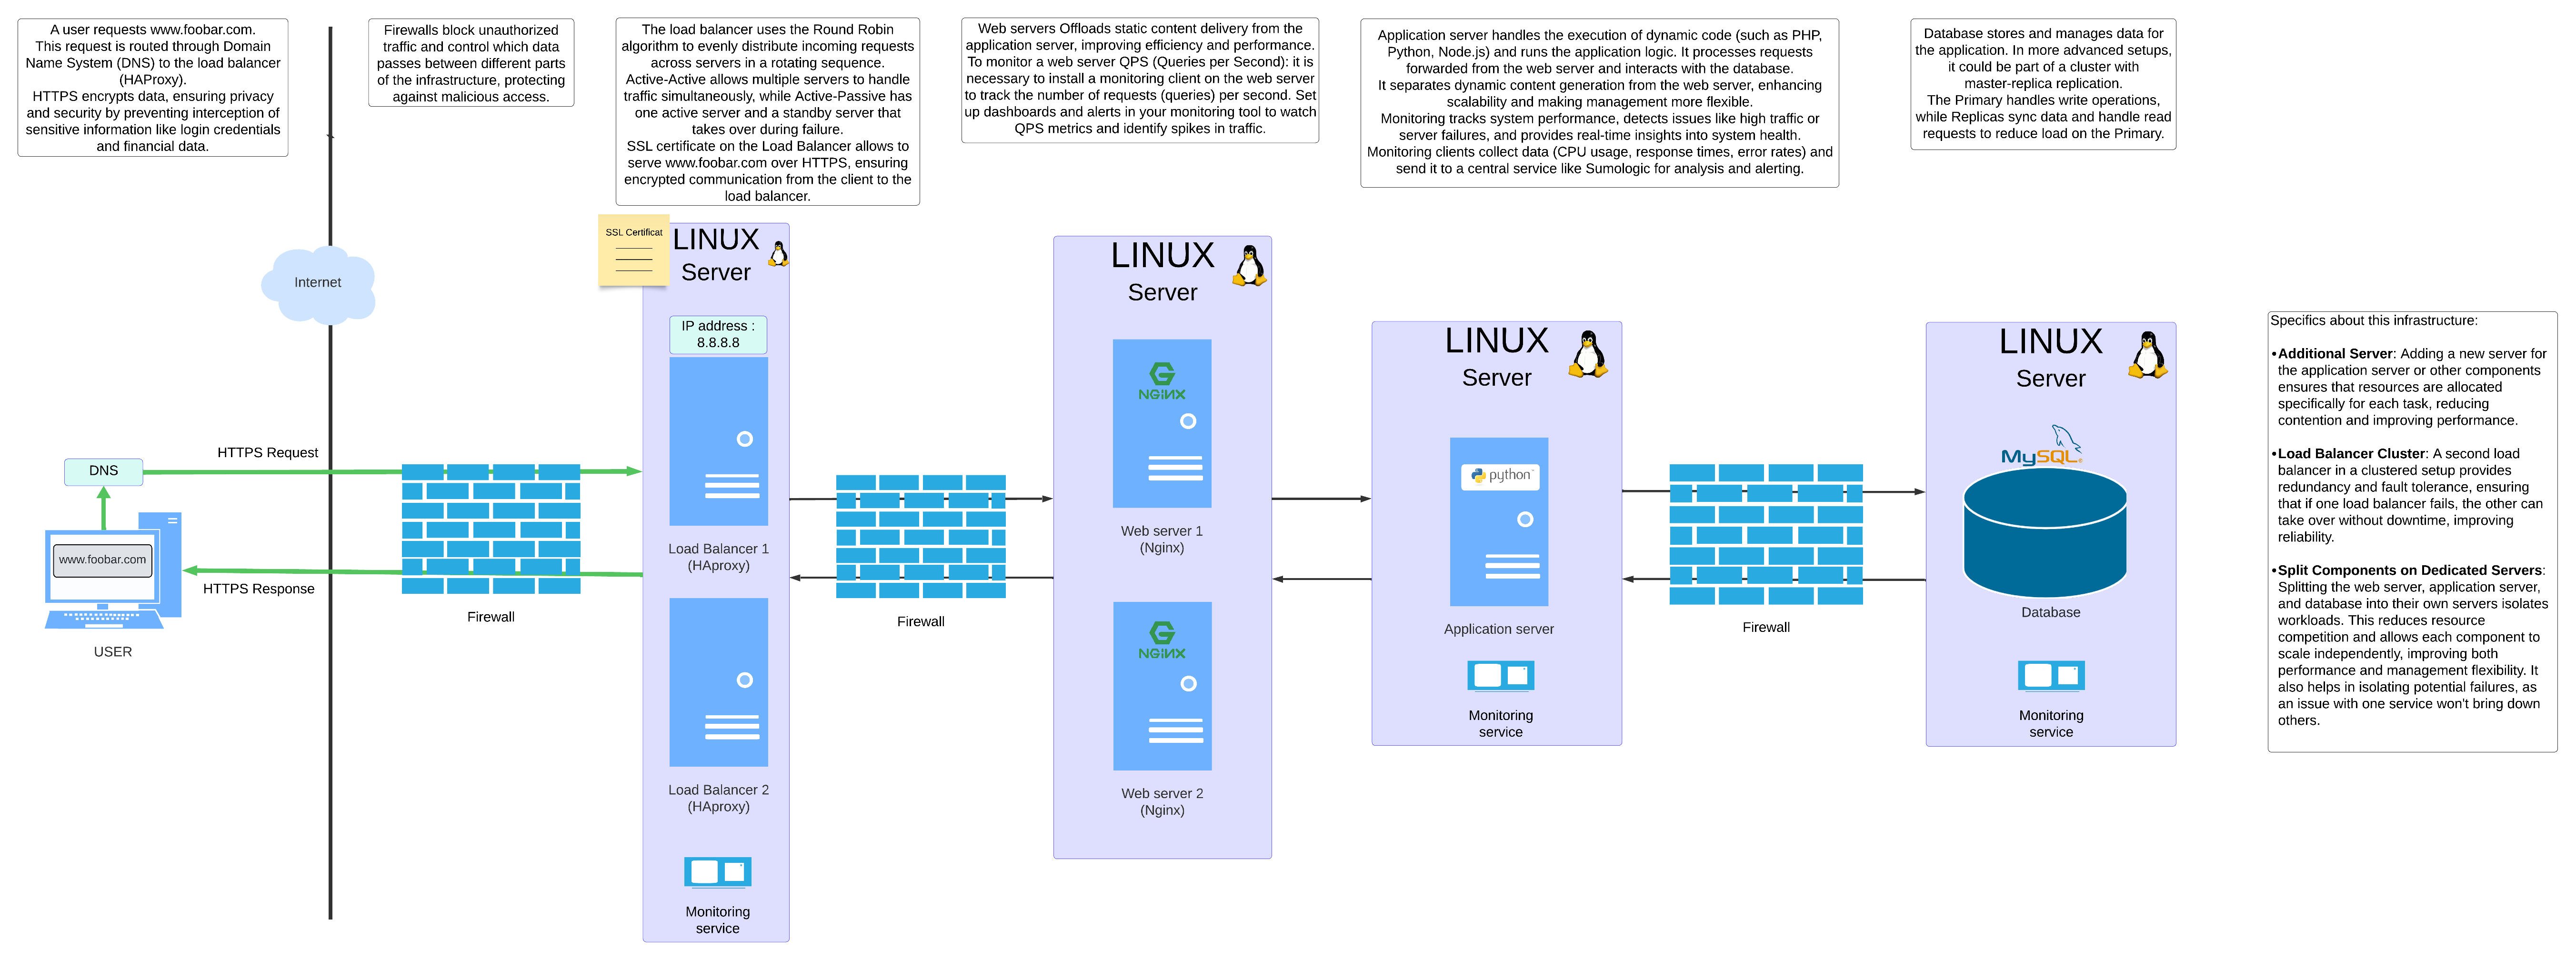 A user requests www.foobar.com.
This request is routed through Domain
Name System (DNS) to the load balancer
(HAProxy).
HTTPS encrypts data, ensuring privacy
and security by preventing interception of
sensitive information like login credentials
and financial data.
Firewalls block unauthorized
traffic and control which data
passes between different parts
of the infrastructure, protecting
against malicious access.
The load balancer uses the Round Robin
algorithm to evenly distribute incoming requests
across servers in a rotating sequence.
Active-Active allows multiple servers to handle
traffic simultaneously, while Active-Passive has
one active server and a standby server that
takes over during failure.
SSL certificate on the Load Balancer allows to
serve www.foobar.com over HTTPS, ensuring
encrypted communication from the client to the
load balancer.
Web servers Offloads static content delivery from the
application server, improving efficiency and performance.
To monitor a web server QPS (Queries per Second): it is
necessary to install a monitoring client on the web server
to track the number of requests (queries) per second. Set
up dashboards and alerts in your monitoring tool to watch
QPS metrics and identify spikes in traffic.
Application server handles the execution of dynamic code (such as PHP,
Python, Node.js) and runs the application logic. It processes requests
forwarded from the web server and interacts with the database.
It separates dynamic content generation from the web server, enhancing
scalability and making management more flexible.
Monitoring tracks system performance, detects issues like high traffic or
server failures, and provides real-time insights into system health.
Monitoring clients collect data (CPU usage, response times, error rates) and
send it to a central service like Sumologic for analysis and alerting.
Database stores and manages data for
the application. In more advanced setups,
it could be part of a cluster with
master-replica replication.
The Primary handles write operations,
while Replicas sync data and handle read
requests to reduce load on the Primary.
Internet
DNS
HTTPS Request
www.foobar.com
HTTPS Response
USER
Firewall
SSL Certificat
LINUX
Server
IP address :
8.8.8.8
Load Balancer 1
(HAproxy)
Load Balancer 2
(HAproxy)
Monitoring
service
Firewall
LINUX
Server
NGINX
Web server 1
(Nginx)
NGINX
Web server 2
(Nginx)
LINUX
Server
python
Application server
Monitoring
service
Firewall
LINUX
Server
MySQL
Database
Monitoring
service
Specifics about this infrastructure:
•Additional Server: Adding a new server for
the application server or other components
ensures that resources are allocated
specifically for each task, reducing
contention and improving performance.
•Load Balancer Cluster: A second load
balancer in a clustered setup provides
redundancy and fault tolerance, ensuring
that if one load balancer fails, the other can
take over without downtime, improving
reliability.
•Split Components on Dedicated Servers:
Splitting the web server, application server,
and database into their own servers isolates
workloads. This reduces resource
competition and allows each component to
scale independently, improving both
performance and management flexibility. It
also helps in isolating potential failures, as
an issue with one service won't bring down
others.